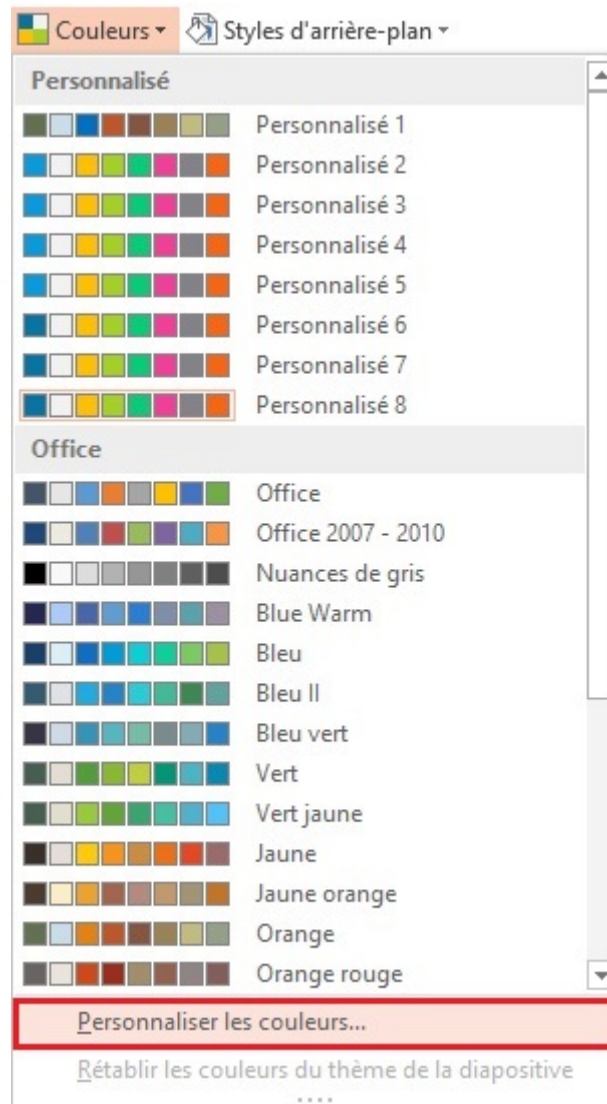 Couleurs Styles d'arrière-plan
Personnalisé
Personnalisé 1
Personnalisé 2
Personnalisé 3
Personnalisé 4
Personnalisé 5
Personnalisé 6
Personnalisé 7
Personnalisé 8
Office
Office
Office 2007 - 2010
Nuances de gris
Blue Warm
Bleu
Bleu II
Bleu vert
Vert
Vert jaune
Jaune
Jaune orange
Orange
Orange rouge
Personnaliser les couleurs...
Rétablir les couleurs du thème de la diapositive